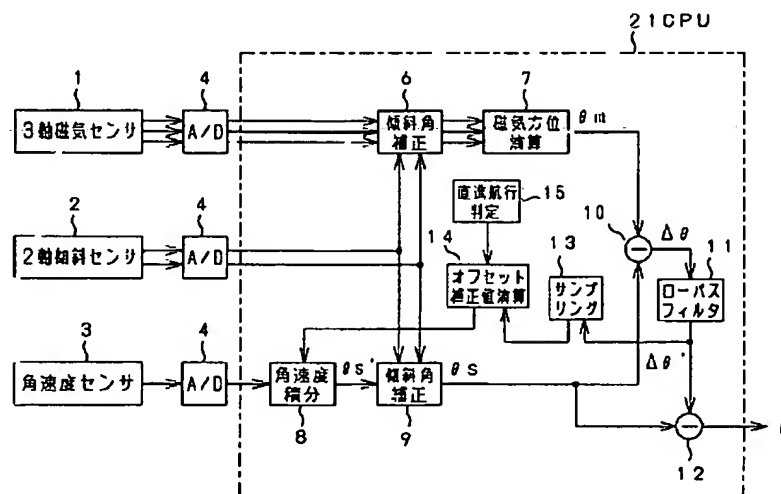 21CPU
1
3軸磁気センサ
4
A/D
6
傾斜角
補正
7
磁気方位
演算
θm
2
2軸傾斜センサ
4
A/D
直進航行
判定
15
14
オフセット
補正値演算
13
サンプ
リング
10
Δθ
11
ローパス
フィルタ
3
角速度センサ
4
A/D
角速度
積分
8
θs'
傾斜角
補正
9
θs
Δθ'
12